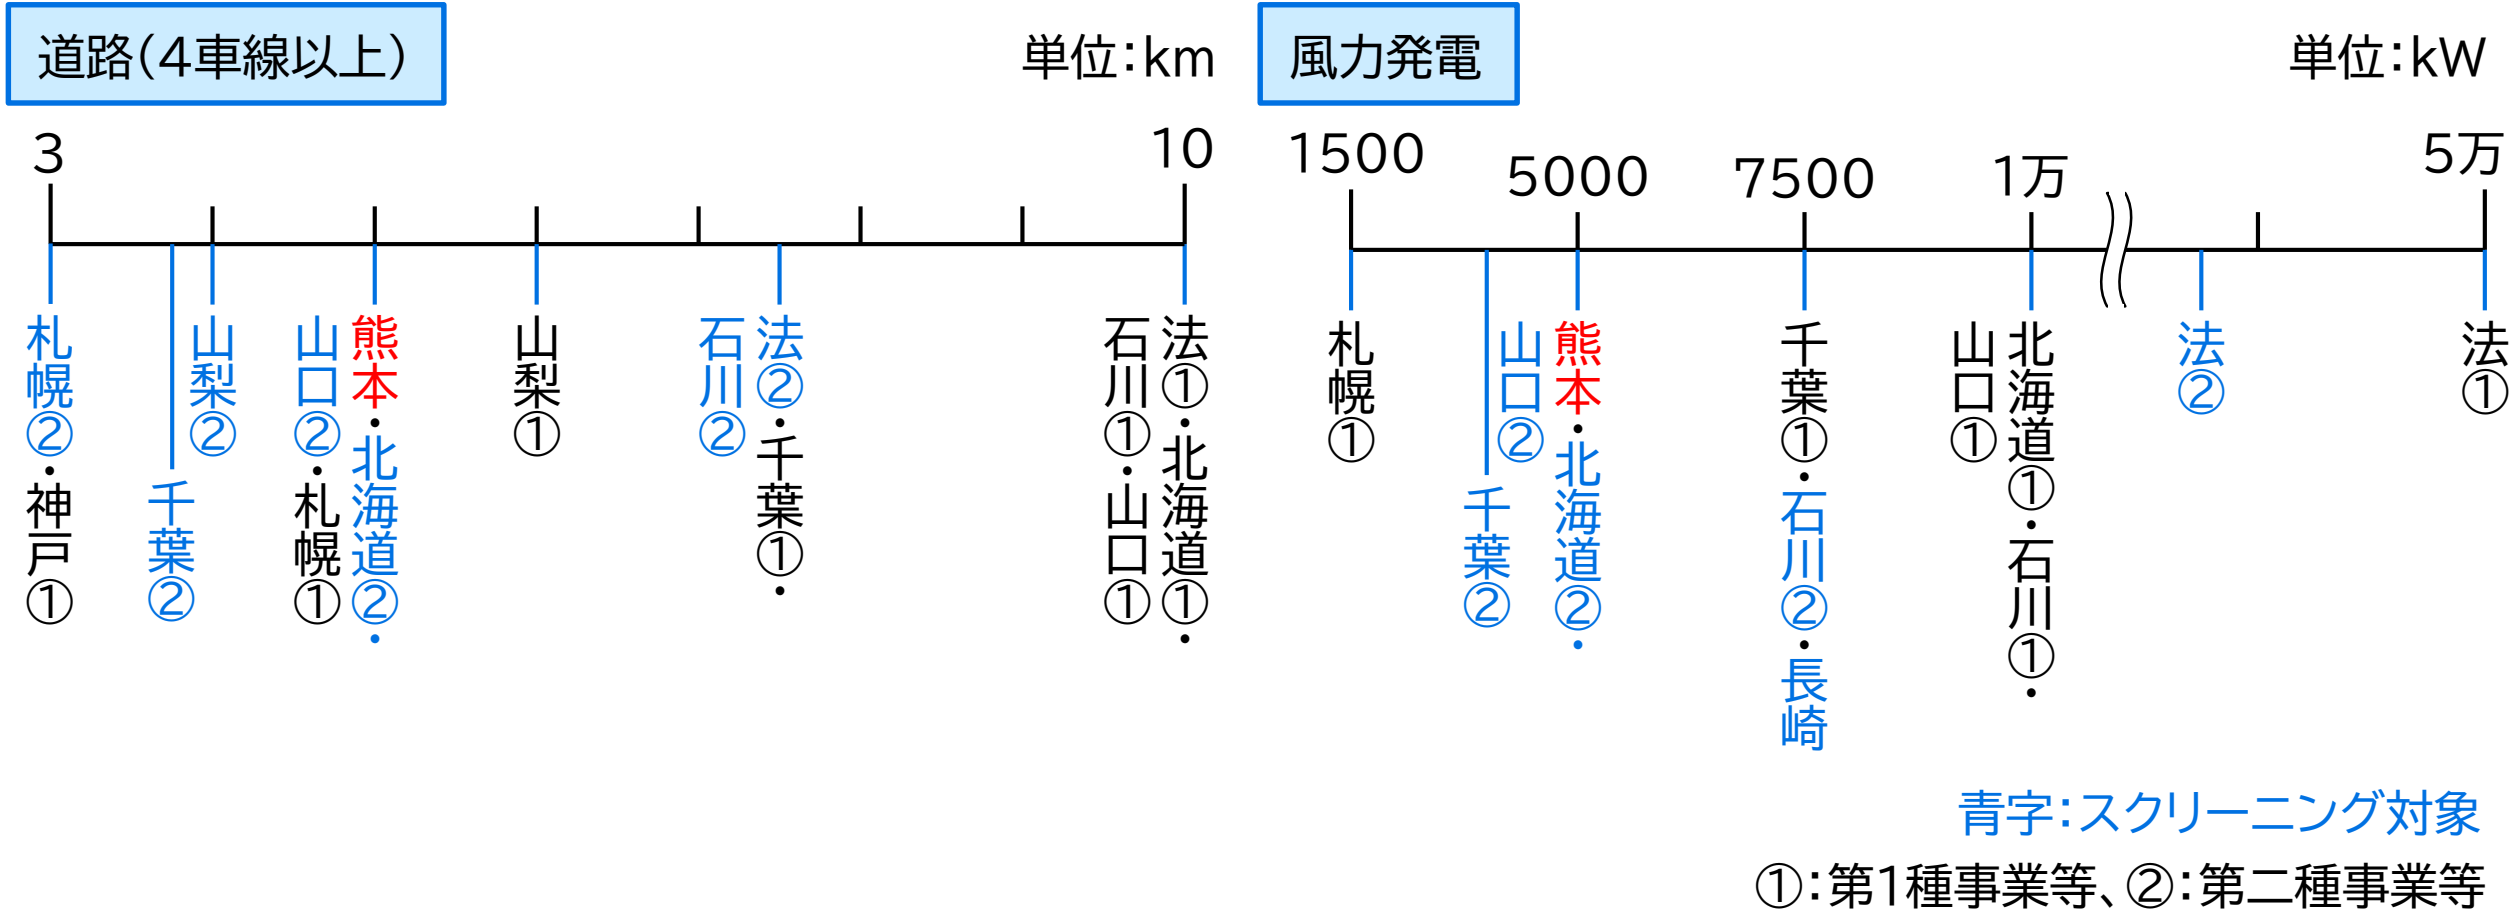 道路(4車線以上)
単位：km
3
10
札幌②・神戸①
千葉②
山梨②
熊本・北海道②・
山口②・札幌①
山梨①
法②・千葉①・
石川②
法①・北海道①・
石川①・山口①
風力発電
単位：kW
1500
5000
7500
1万
5万
札幌①
千葉②
熊本・北海道②・
山口②
千葉①・石川②・長崎
北海道①・石川①・
山口①
法②
法①
青字：スクリーニング対象
①：第1種事業等、②：第二種事業等